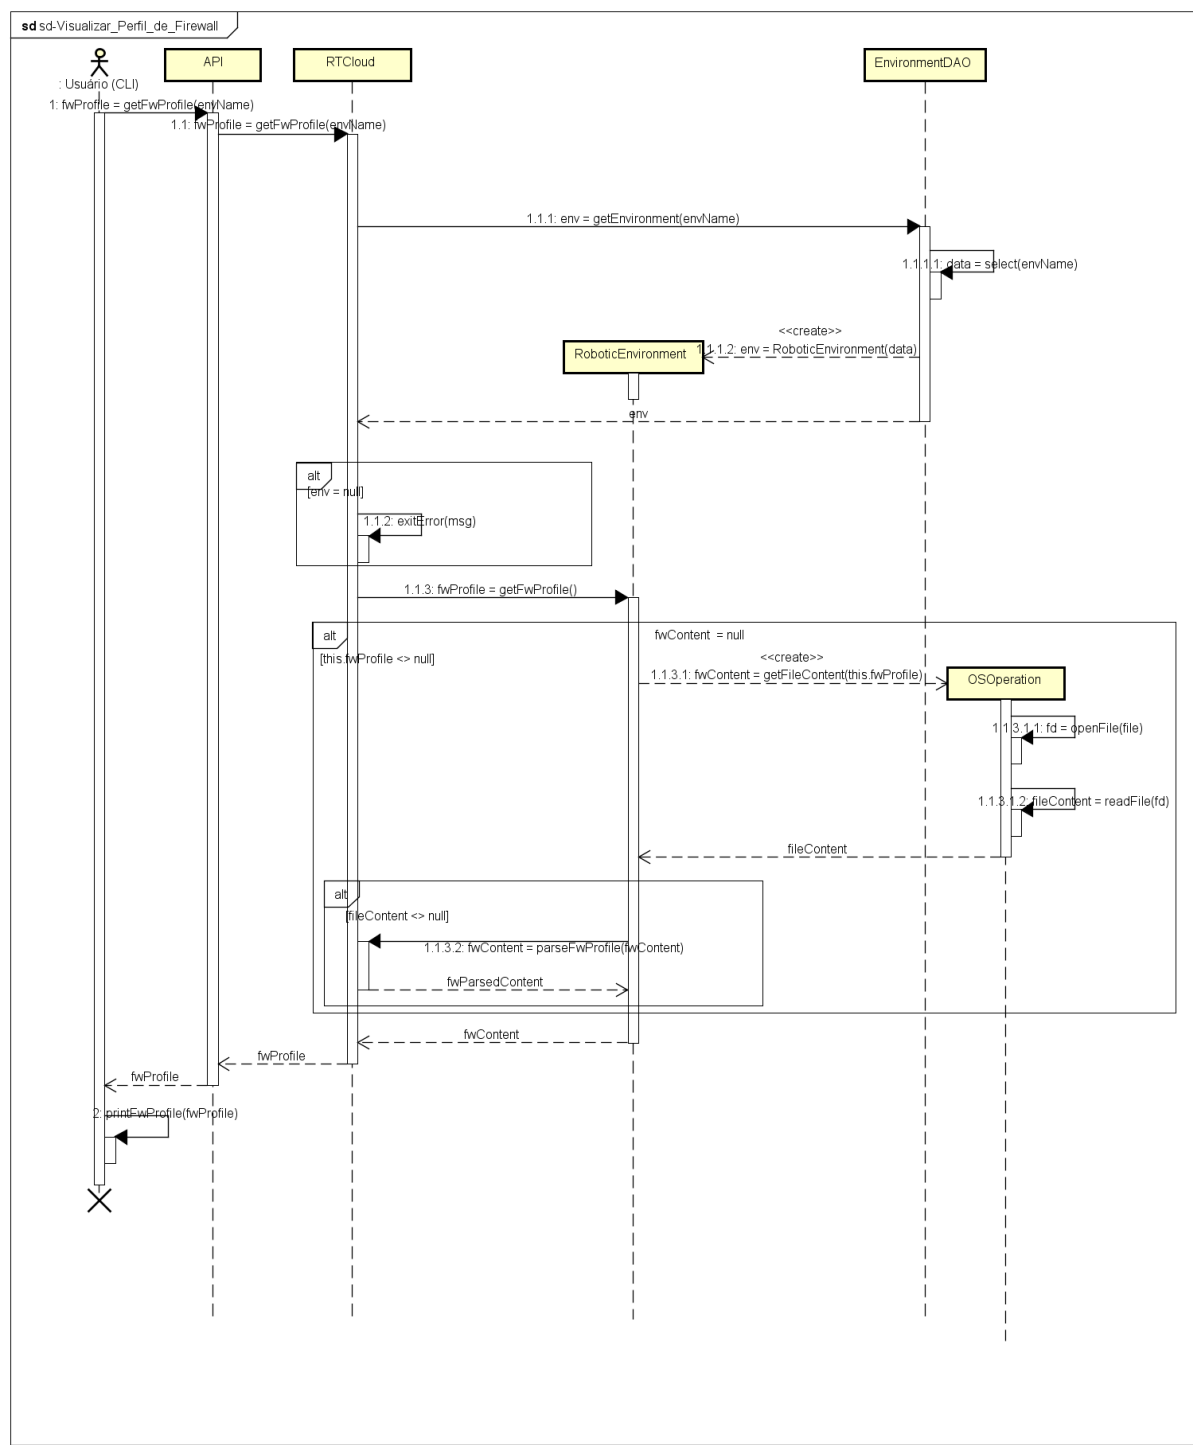 sd sd-Visualizar_Perfil_de_Firewall
: Usuário (CLI)
API
RTCloud
EnvironmentDAO
1: fwProfile = getFwProfile(envName)
1.1: fwProfile = getFwProfile(envName)
1.1.1: env = getEnvironment(envName)
1.1.1.1: data = select(envName)
<<create>>
1.1.1.2: env = RoboticEnvironment(data)
RoboticEnvironment
env
alt
[env = null]
1.1.2: exitError(msg)
1.1.3: fwProfile = getFwProfile()
alt
fwContent = null
[this.fwProfile <> null]
<<create>>
1.1.3.1: fwContent = getFileContent(this.fwProfile)
OSOperation
1.1.3.1.1: fd = openFile(file)
1.1.3.1.2: fileContent = readFile(fd)
fileContent
alt
[fileContent <> null]
1.1.3.2: fwContent = parseFwProfile(fwContent)
fwParsedContent
fwContent
fwProfile
fwProfile
2: printFwProfile(fwProfile)